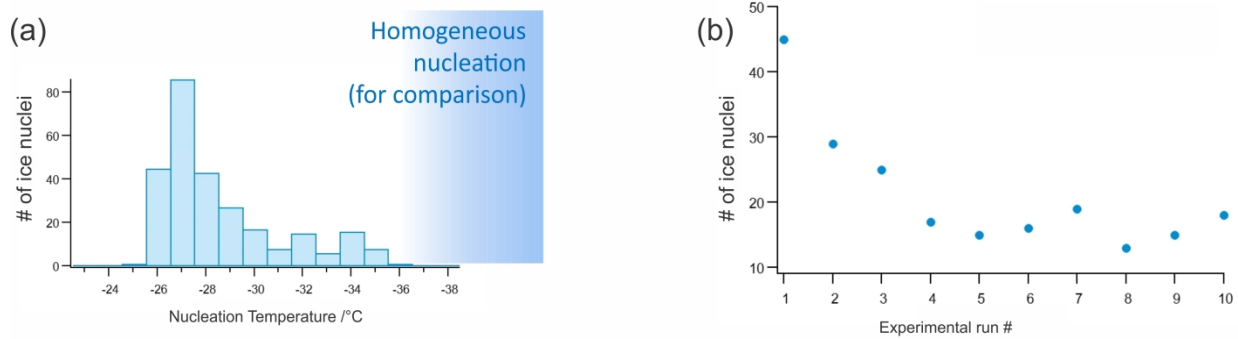 (a)
Homogeneous
nucleation
(for comparison)
# of ice nuclei
80
60
40
20
0
-24 -26 -28 -30 -32 -34 -36 -38
Nucleation Temperature /°C
(b)
# of ice nuclei
50
40
30
20
10
1 2 3 4 5 6 7 8 9 10
Experimental run #